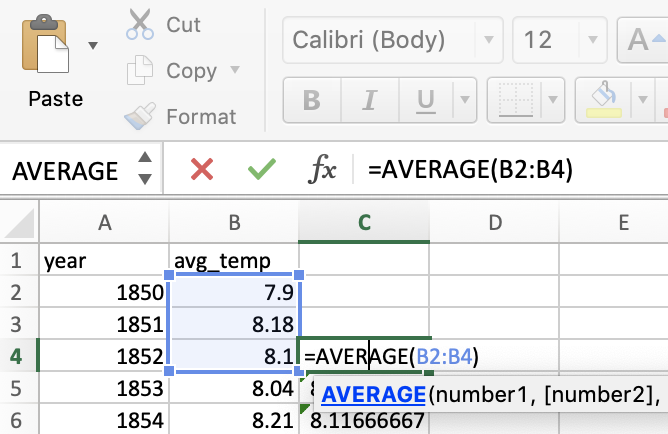 Cut
Calibri (Body) 12 A
Copy
Paste
Format
B I U
AVERAGE fx =AVERAGE(B2:B4)
A B C D E
1 year avg_temp
2 1850 7.9
3 1851 8.18
4 1852 8.1 =AVERAGE(B2:B4)
5 1853 8.04
AVERAGE(number1, [number2],
6 1854 8.21 8.11666667